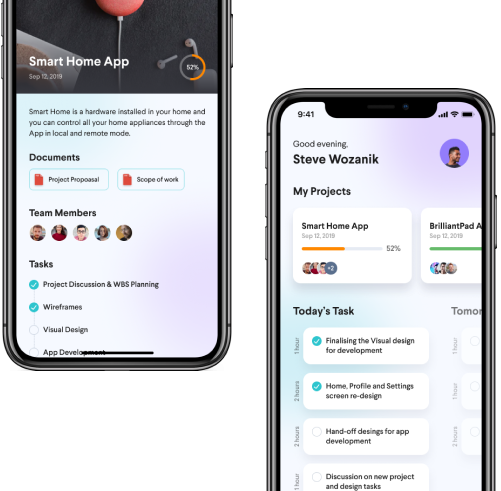 Smart Home App
Sep 12, 2019
52%
Smart Home is a hardware installed in your home and
you can control all your home appliances through the
App in local and remote mode.
Documents
Project Propoasal
Scope of work
Team Members
Tasks
Project Discussion & WBS Planning
Wireframes
Visual Design
App Development
9:41
Good evening,
Steve Wozanik
My Projects
Smart Home App
Sep 12, 2019
52%
+2
BrilliantPad A
Sep 12, 2019
Today's Task
Tomor
1 hour
Finalising the Visual design
for development
1 hour
2 hours
Home, Profile and Settings
screen re-design
1 hour
2 hours
Hand-off desings for app
development
2 hours
1 hour
Discussion on new project
and design tasks